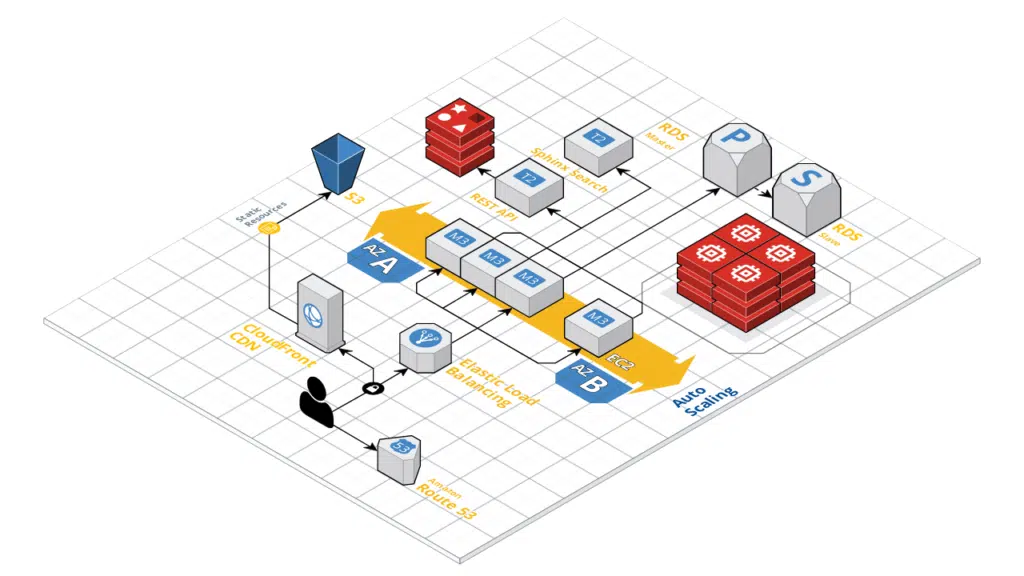 T2
RDS
Master
P
Sphinx Search
S
S3
T2
REST API
Static
Resources
RDS
Slave
M3
M3
M3
AZ
A
M3
CloudFront
CDN
EC2
Elastic Load
Balancing
AZ
B
Auto
Scaling
53
Amazon
Route 53